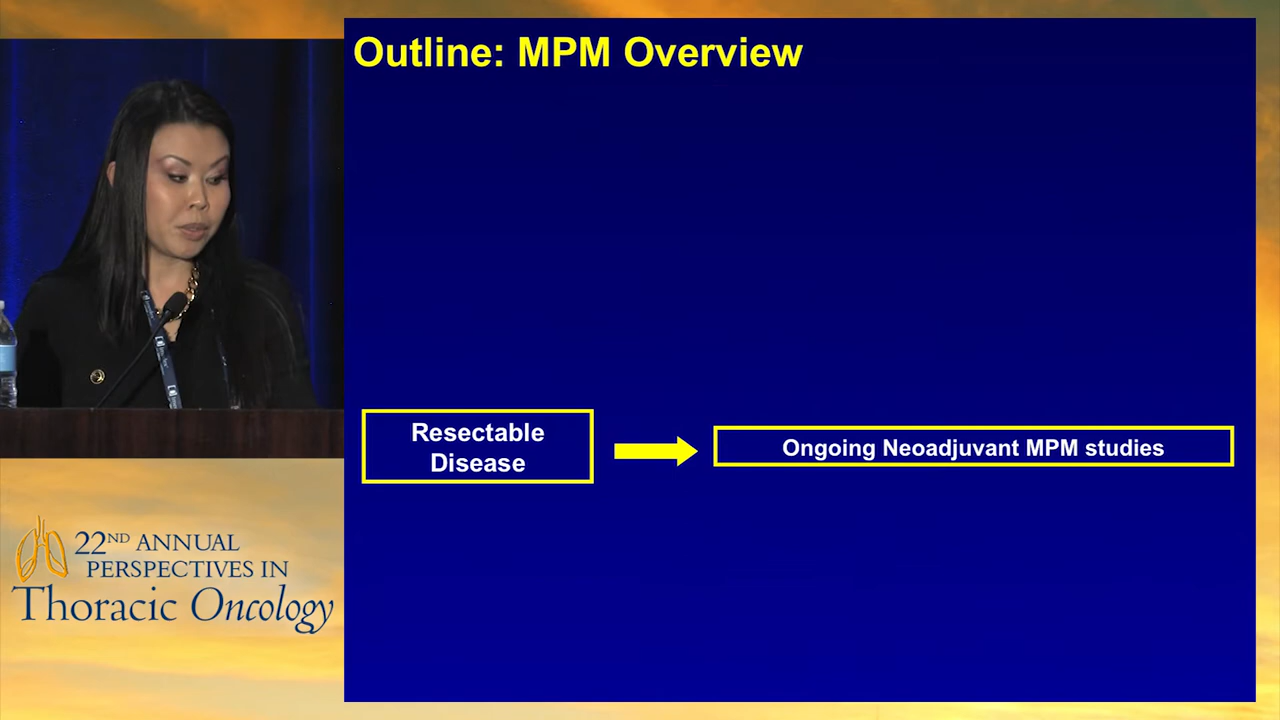 Outline: MPM Overview
Resectable
Disease
Ongoing Neoadjuvant MPM studies
22ND ANNUAL
PERSPECTIVES IN
Thoracic Oncology